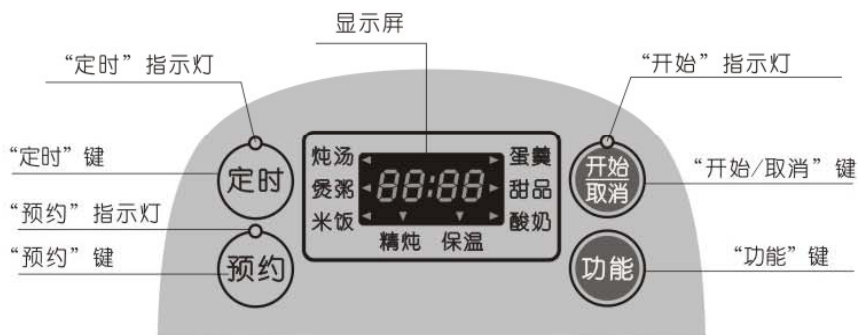 显示屏
“定时”指示灯
“开始”指示灯
“定时”键
定时
炖汤
蛋羹
开始
取消
“开始/取消”键
煲粥
88:88
甜品
“预约”指示灯
米饭
酸奶
精炖 保温
“预约”键
预约
功能
“功能”键